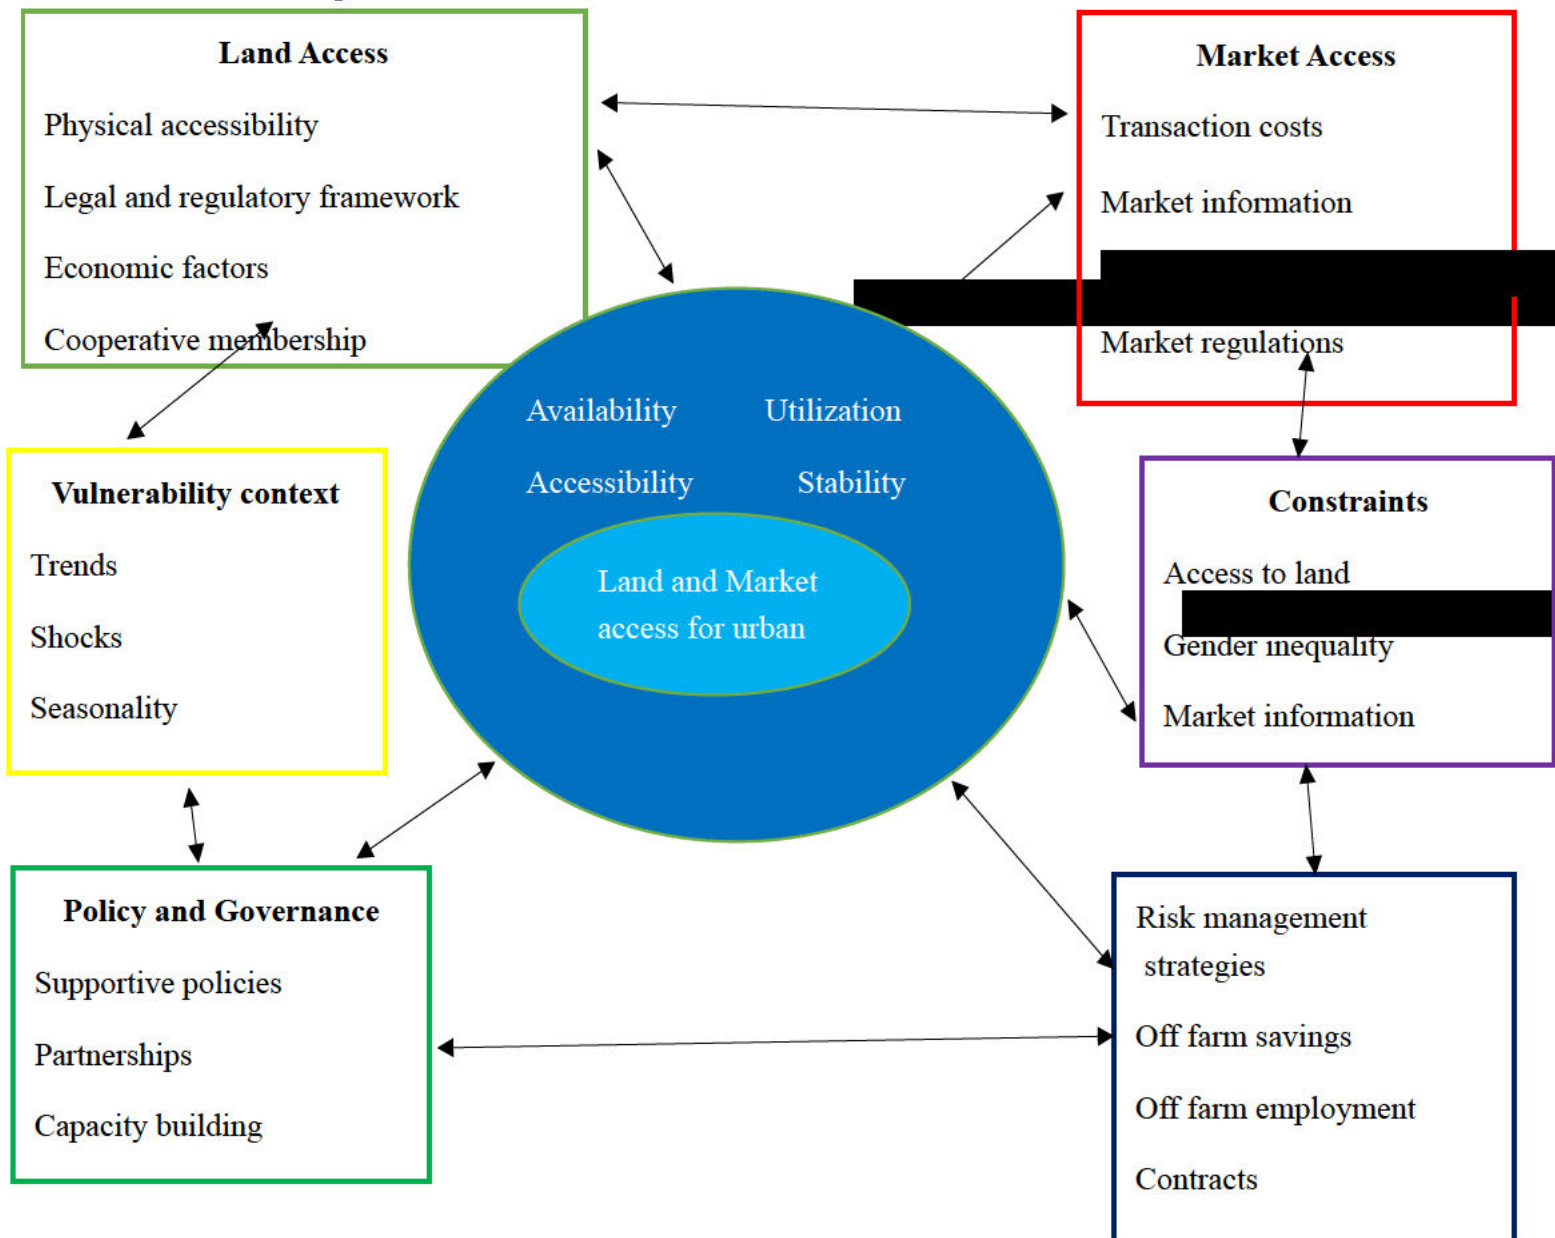 Land Access
Physical accessibility
Legal and regulatory framework
Economic factors
Cooperative membership
Market Access
Transaction costs
Market information
Market regulations
Availability Utilization
Accessibility Stability
Land and Market
access for urban
Vulnerability context
Trends
Shocks
Seasonality
Constraints
Access to land
Gender inequality
Market information
Policy and Governance
Supportive policies
Partnerships
Capacity building
Risk management
strategies
Off farm savings
Off farm employment
Contracts